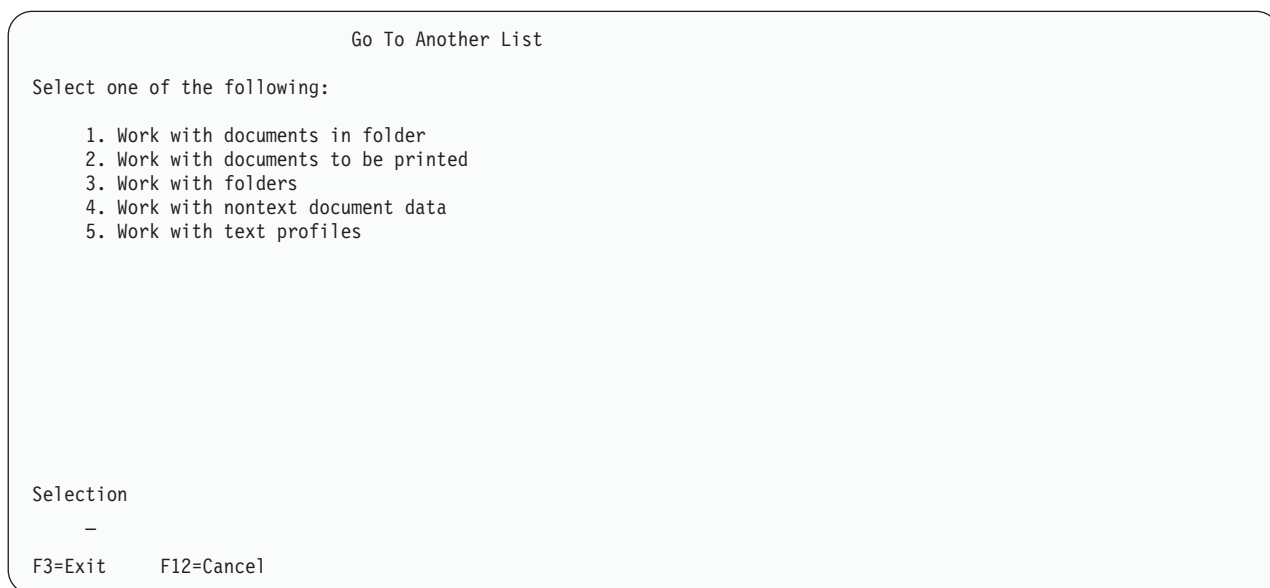 Go To Another List
Select one of the following:
1. Work with documents in folder
2. Work with documents to be printed
3. Work with folders
4. Work with nontext document data
5. Work with text profiles
Selection
_
F3=Exit F12=Cancel